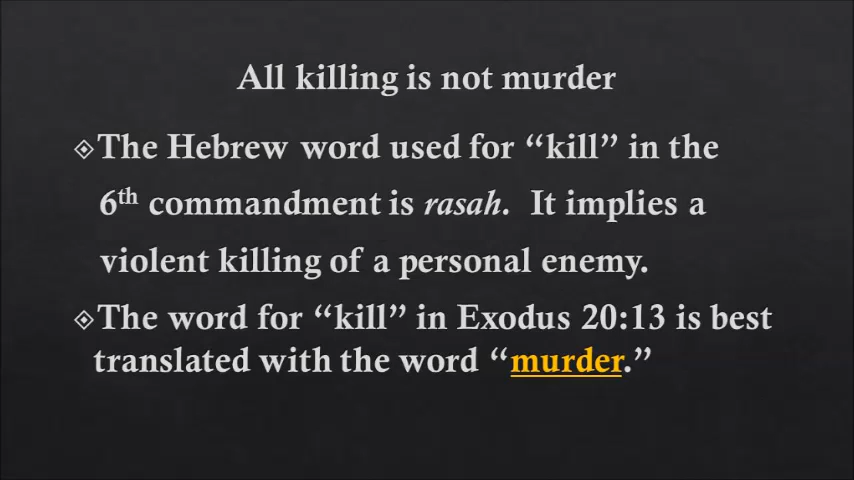 All killing is not murder
The Hebrew word used for “kill” in the
6th commandment is rasah. It implies a
violent killing of a personal enemy.
The word for “kill” in Exodus 20:13 is best
translated with the word “murder.”